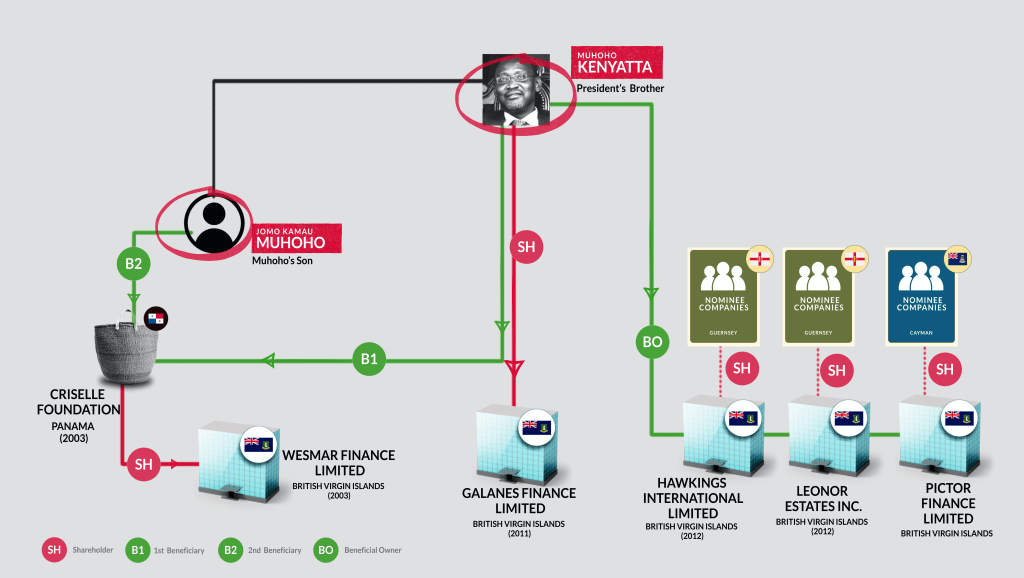 MUHOHO
KENYATTA
President's Brother
JOMO KAMAU
MUHOHO
Muhoho's Son
B2
SH
B1
BO
NOMINEE
COMPANIES
GUERNSEY
NOMINEE
COMPANIES
GUERNSEY
NOMINEE
COMPANIES
CAYMAN
SH
SH
SH
CRISELLE
FOUNDATION
PANAMA
(2003)
SH
WESMAR FINANCE
LIMITED
BRITISH VIRGIN ISLANDS
(2003)
GALANES FINANCE
LIMITED
BRITISH VIRGIN ISLANDS
(2011)
HAWKINGS
INTERNATIONAL
LIMITED
BRITISH VIRGIN ISLANDS
(2012)
LEONOR
ESTATES INC.
BRITISH VIRGIN ISLANDS
(2012)
PICTOR
FINANCE
LIMITED
BRITISH VIRGIN ISLANDS
SH Shareholder B1 1st Beneficiary B2 2nd Beneficiary BO Beneficial Owner